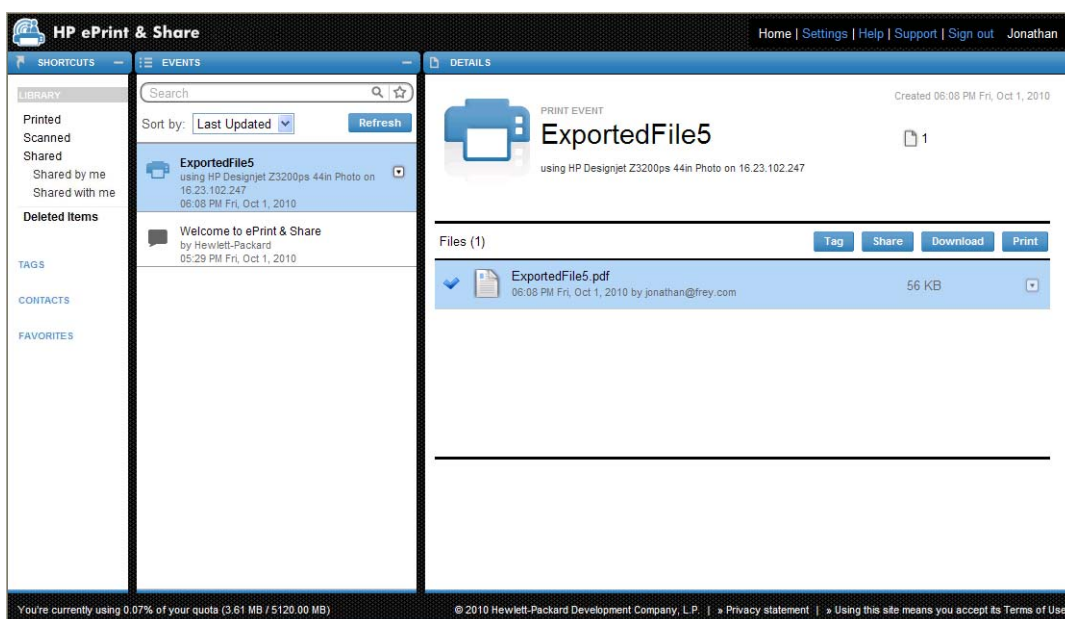 HP ePrint & Share
Home | Settings | Help | Support | Sign out Jonathan
SHORTCUTS
LIBRARY
Printed
Scanned
Shared
Shared by me
Shared with me
Deleted Items
TAGS
CONTACTS
FAVORITES
EVENTS
Search
Sort by: Last Updated Refresh
ExportedFile5
using HP Designjet Z3200ps 44in Photo on
16.23.102.247
06:08 PM Fri, Oct 1, 2010
Welcome to ePrint & Share
by Hewlett-Packard
05:29 PM Fri, Oct 1, 2010
DETAILS
Created 06:08 PM Fri, Oct 1, 2010
PRINT EVENT
ExportedFile5
1
using HP Designjet Z3200ps 44in Photo on 16.23.102.247
Files (1) Tag Share Download Print
ExportedFile5.pdf
06:08 PM Fri, Oct 1, 2010 by jonathan@frey.com
56 KB
You're currently using 0.07% of your quota (3.61 MB / 5120.00 MB)
© 2010 Hewlett-Packard Development Company, L.P. | » Privacy statement | » Using this site means you accept its Terms of Use